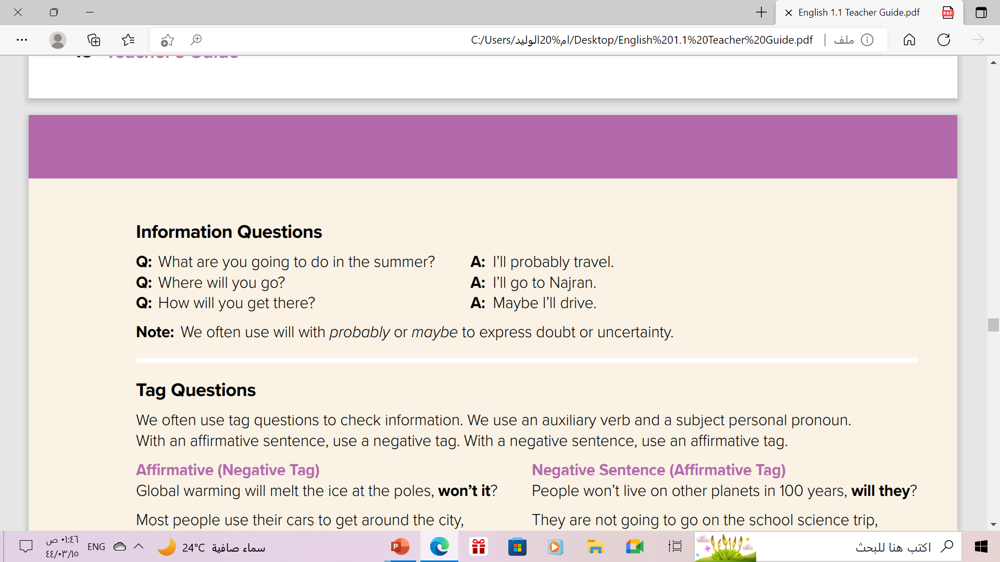 English 1.1 Teacher Guide.pdf
C:/Users/ام%20الوليد/Desktop/English%201.1%20Teacher%20Guide.pdf
ملف
Teacher's Guide
Information Questions
Q: What are you going to do in the summer? A: I'll probably travel.
Q: Where will you go? A: I'll go to Najran.
Q: How will you get there? A: Maybe I'll drive.
Note: We often use will with probably or maybe to express doubt or uncertainty.
Tag Questions
We often use tag questions to check information. We use an auxiliary verb and a subject personal pronoun.
With an affirmative sentence, use a negative tag. With a negative sentence, use an affirmative tag.
Affirmative (Negative Tag) Negative Sentence (Affirmative Tag)
Global warming will melt the ice at the poles, won't it? People won't live on other planets in 100 years, will they?
Most people use their cars to get around the city, They are not going to go on the school science trip,
٠١:٤٦ ص
٤٤/٠٣/١٥
ENG
24°C سماء صافية
اكتب هنا للبحث